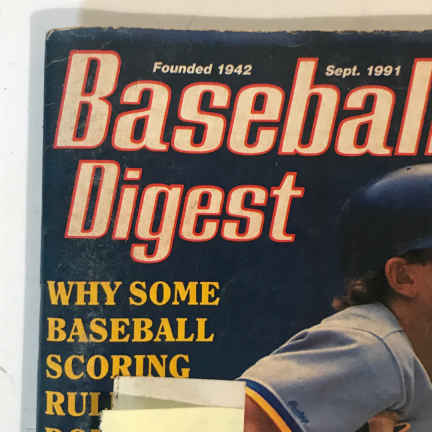 Founded 1942 Sept. 1991
Baseball
Digest
WHY SOME
BASEBALL
SCORING